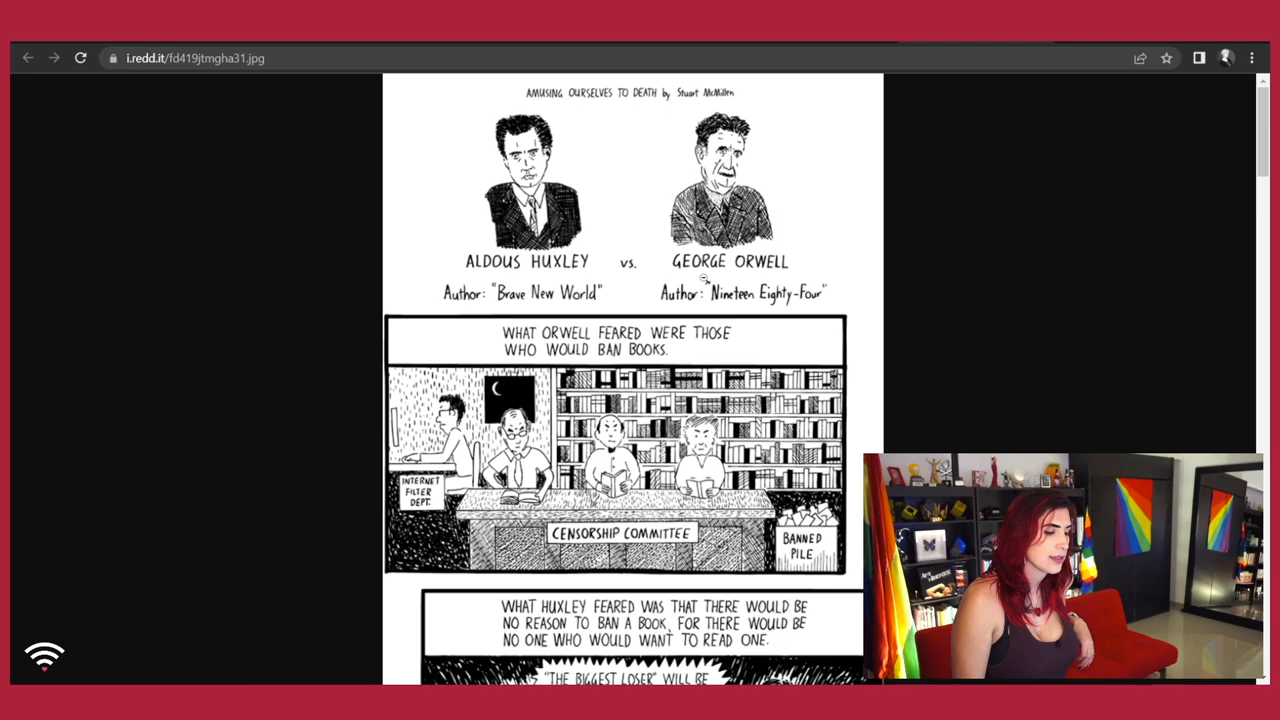 i.redd.it/fd419jtmgha31.jpg
AMUSING OURSELVES TO DEATH by Stuart McMillen
ALDOUS HUXLEY vs. GEORGE ORWELL
Author: "Brave New World" Author: "Nineteen Eighty-Four"
WHAT ORWELL FEARED WERE THOSE
WHO WOULD BAN BOOKS.
INTERNET
FILTER
DEPT.
CENSORSHIP COMMITTEE
BANNED
PILE
WHAT HUXLEY FEARED WAS THAT THERE WOULD BE
NO REASON TO BAN A BOOK, FOR THERE WOULD BE
NO ONE WHO WOULD WANT TO READ ONE.
"THE BIGGEST LOSER" WILL BE